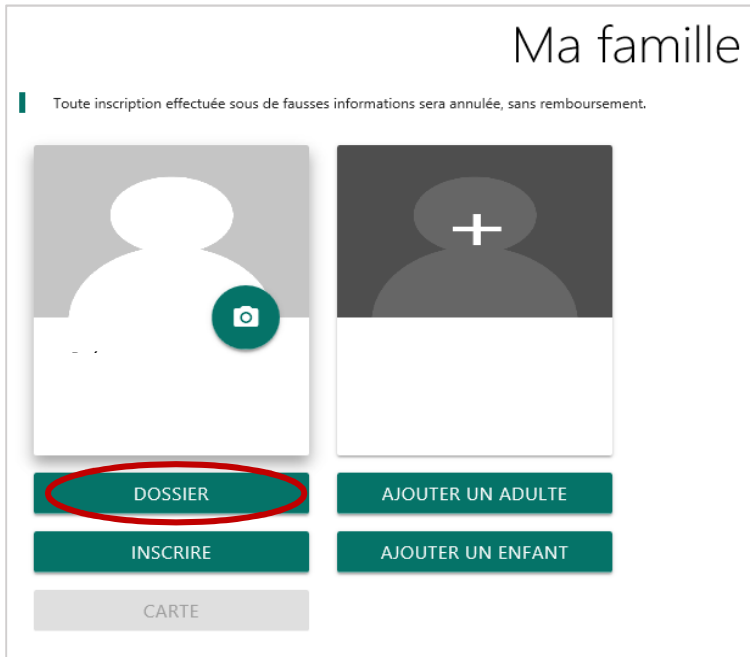 Ma famille
Toute inscription effectuée sous de fausses informations sera annulée, sans remboursement.
DOSSIER
AJOUTER UN ADULTE
INSCRIRE
AJOUTER UN ENFANT
CARTE